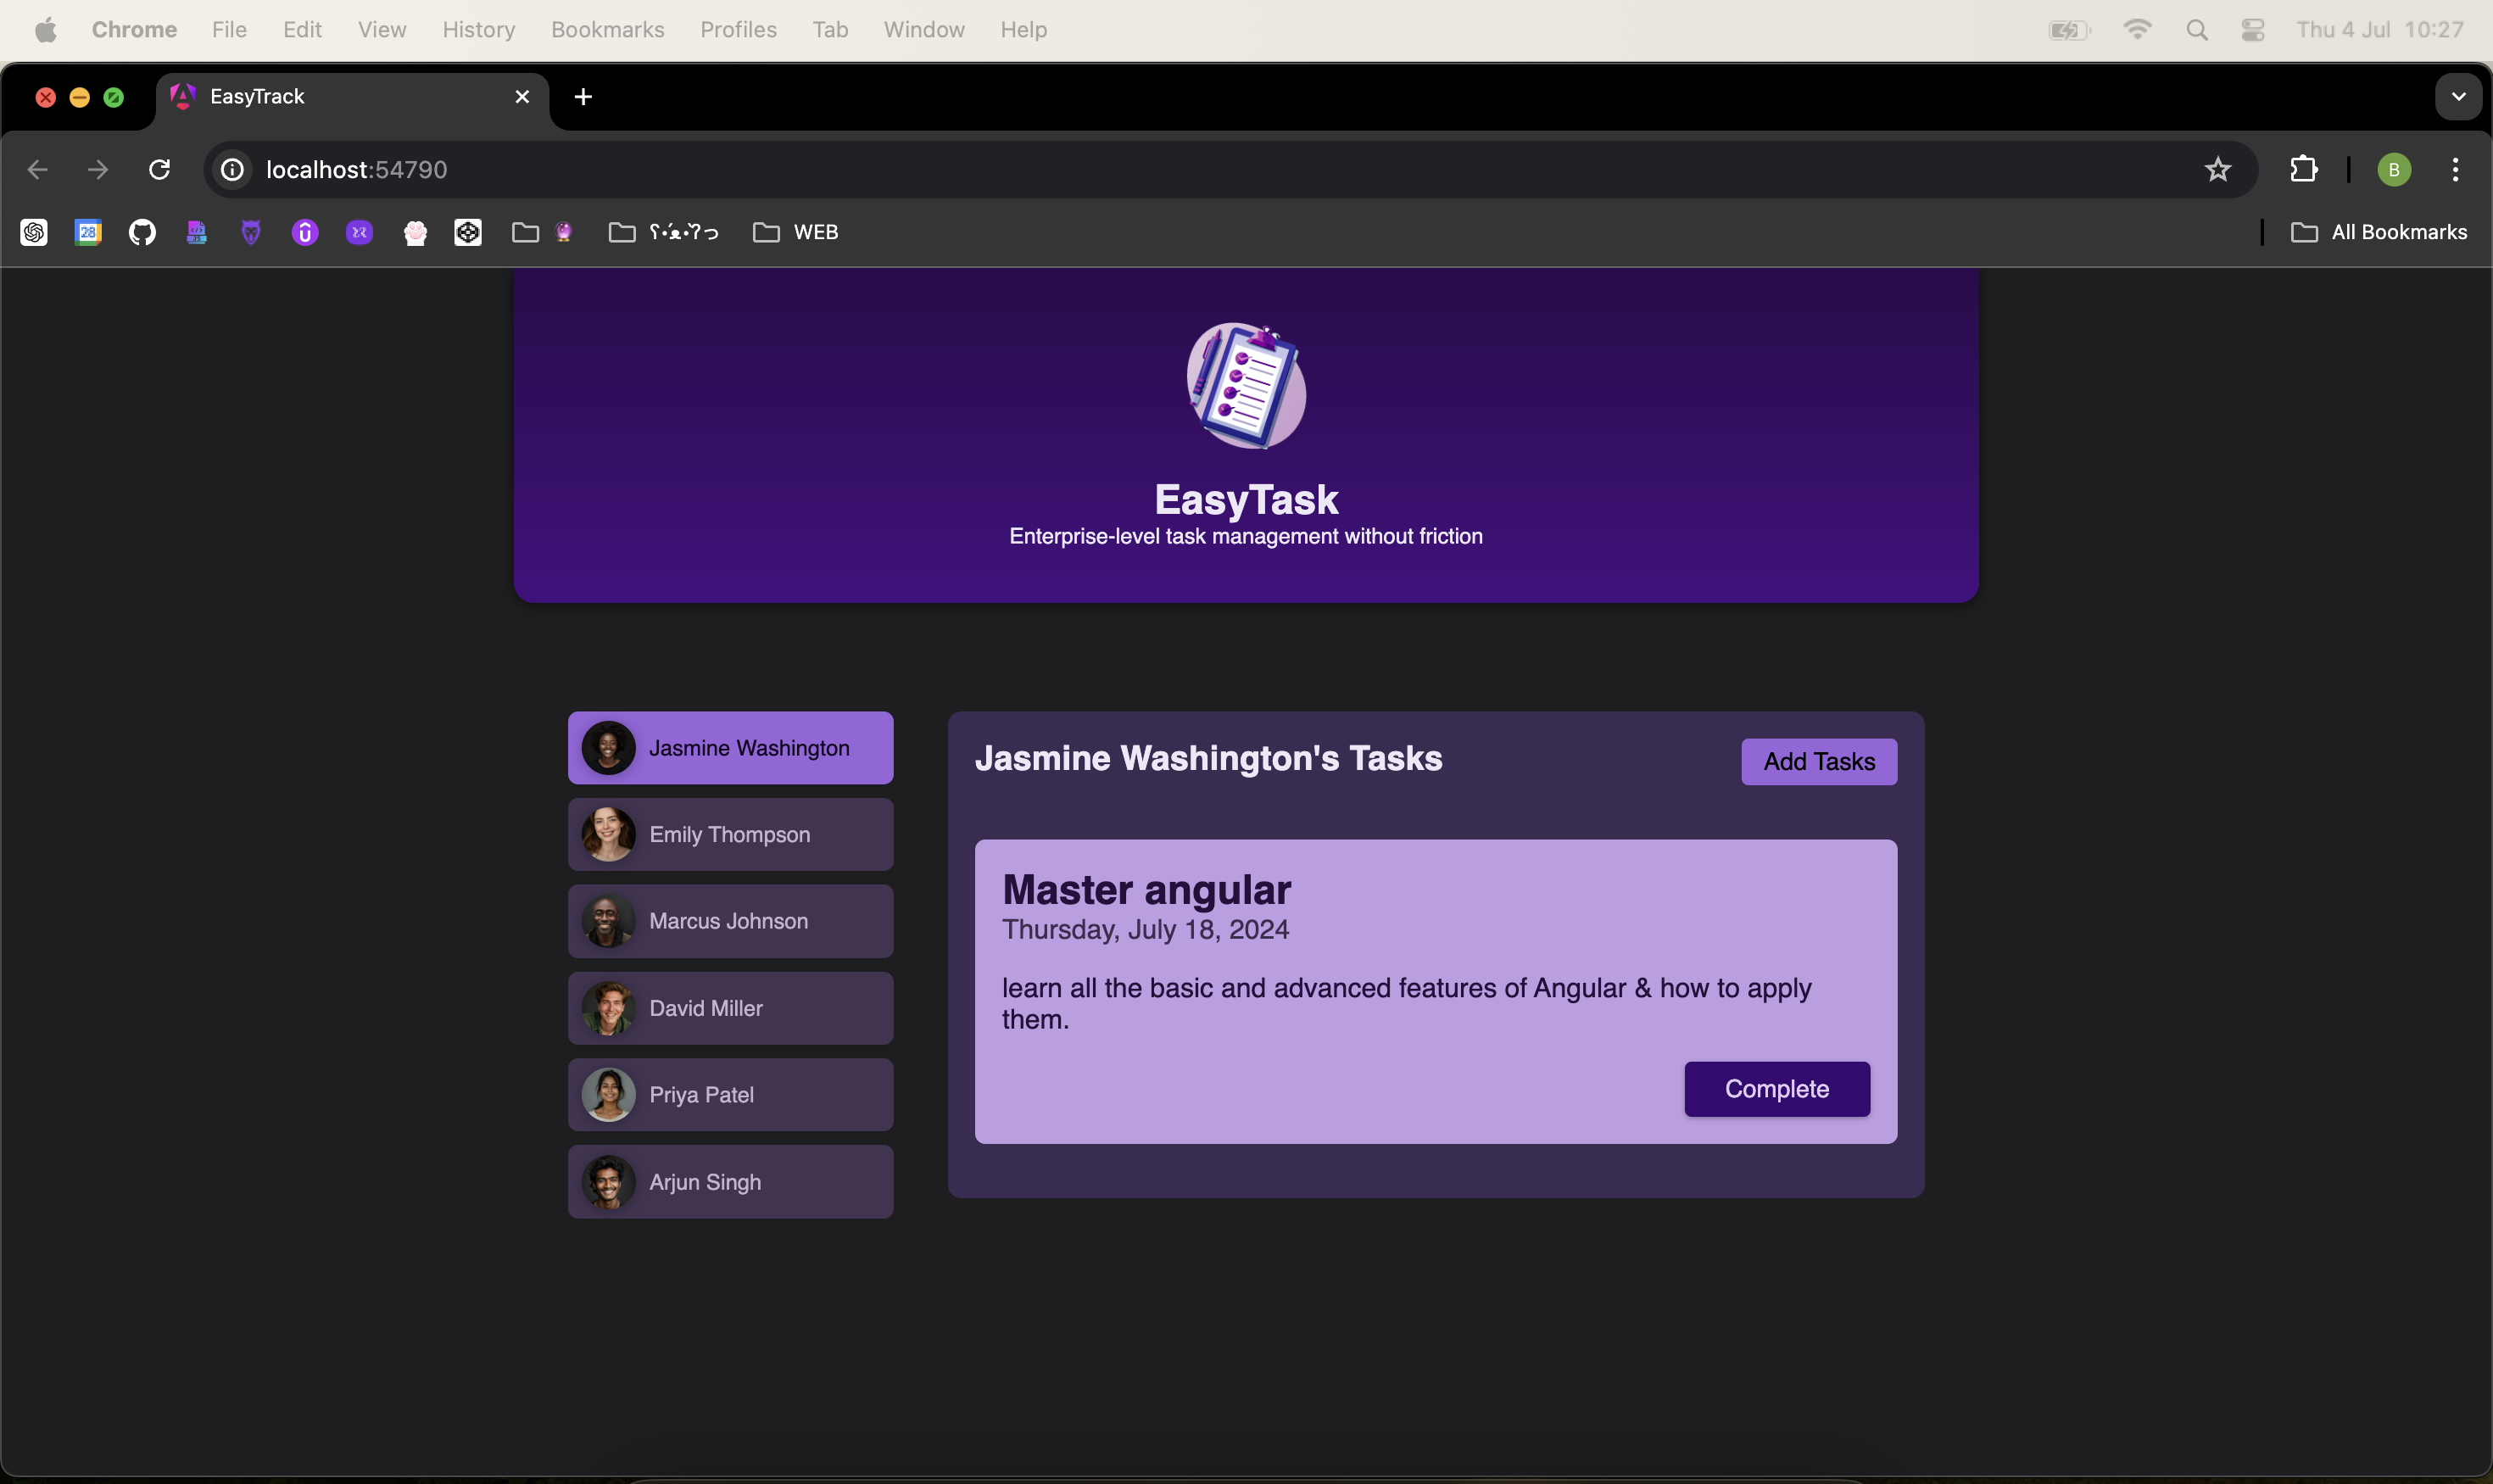 Chrome File Edit View History Bookmarks Profiles Tab Window Help Thu 4 Jul 10:27
EasyTrack
localhost:54790 B
28 WEB All Bookmarks
EasyTask
Enterprise-level task management without friction
Jasmine Washington
Emily Thompson
Marcus Johnson
David Miller
Priya Patel
Arjun Singh
Jasmine Washington's Tasks
Add Tasks
Master angular
Thursday, July 18, 2024
learn all the basic and advanced features of Angular & how to apply
them.
Complete